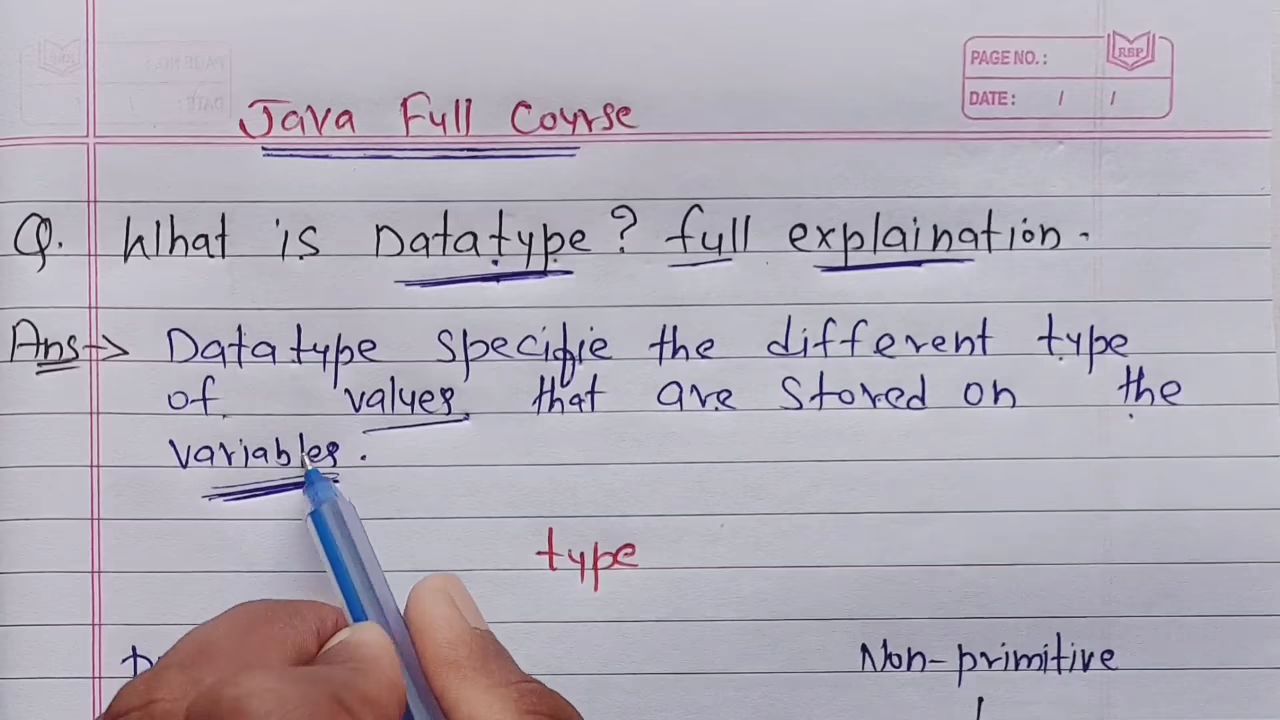 PAGE NO. :
RBP
DATE : / /
Java Full Course
Q. What is Datatype? full explaination.
Ans → Datatype specifie the different type
of values that are stored on the
variables.
type
Non-primitive